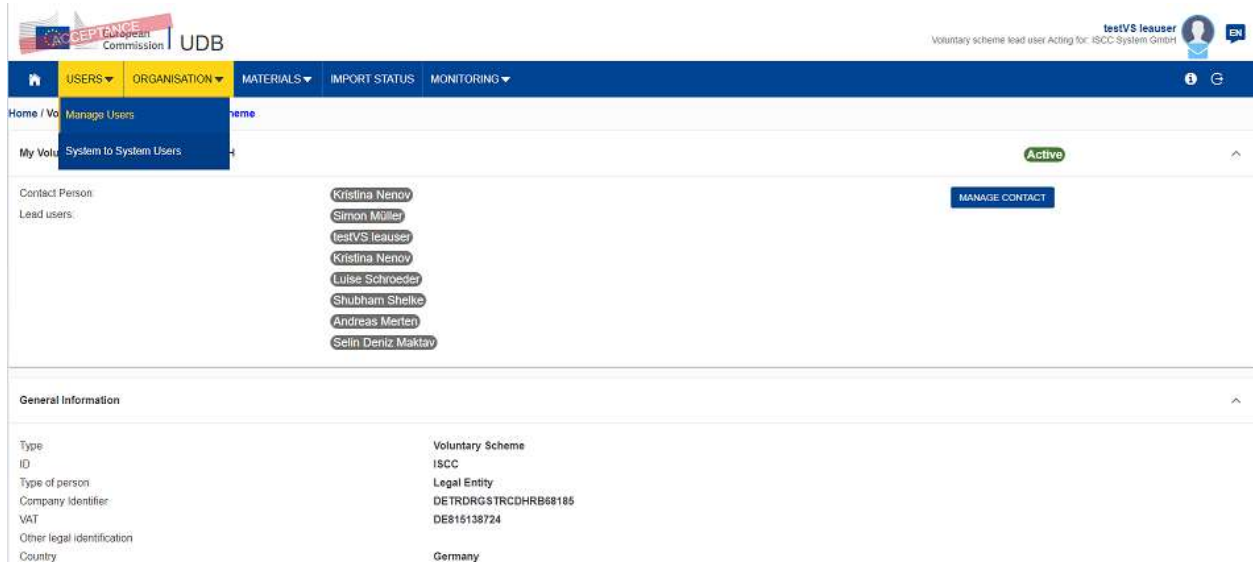 ACCEPTANCE
European
Commission UDB
testVS leauser
Voluntary scheme lead user Acting for: ISCC System GmbH
EN
USERS ORGANISATION MATERIALS IMPORT STATUS MONITORING
Home / Vo
heme
Manage Users
My Volu
H
Active
System to System Users
Contact Person:
Kristina Nenov
MANAGE CONTACT
Lead users:
Simon Müller
testVS leauser
Kristina Nenov
Luise Schroeder
Shubham Shelke
Andreas Merten
Selin Deniz Maktav
General Information
Type Voluntary Scheme
ID ISCC
Type of person Legal Entity
Company Identifier DETRDRGSTRCDHRB68185
VAT DE815138724
Other legal identification
Country Germany